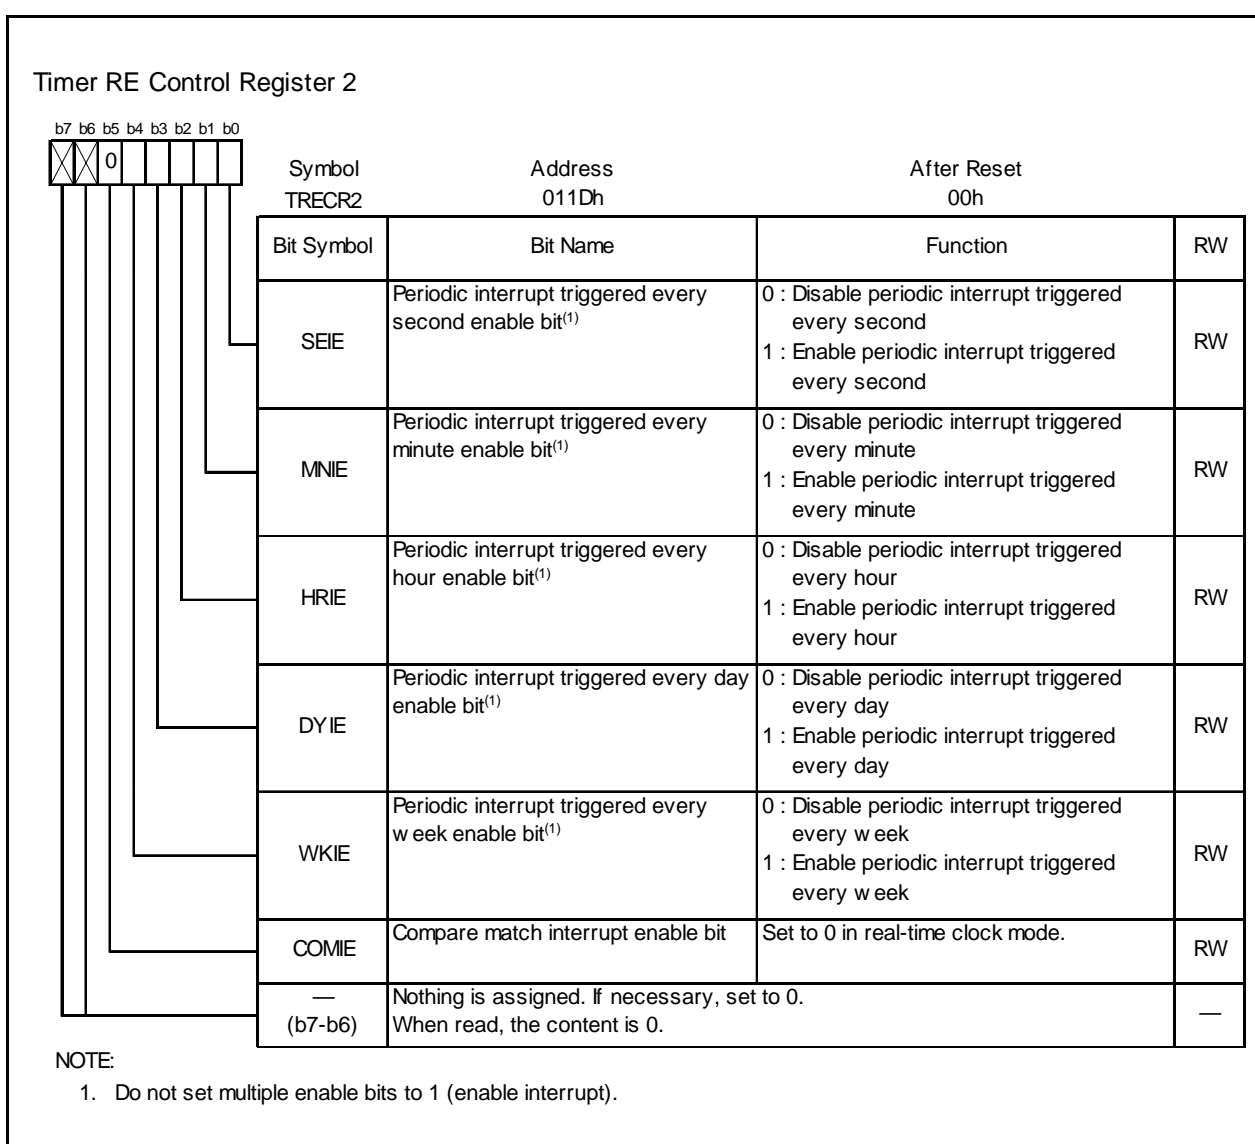 Timer RE Control Register 2
b7 b6 b5 b4 b3 b2 b1 b0
0
Symbol Address After Reset
TRECR2 011Dh 00h
Bit Symbol Bit Name Function RW
SEIE
Periodic interrupt triggered every
second enable bit(1)
0 : Disable periodic interrupt triggered
every second
1 : Enable periodic interrupt triggered
every second
RW
MNIE
Periodic interrupt triggered every
minute enable bit(1)
0 : Disable periodic interrupt triggered
every minute
1 : Enable periodic interrupt triggered
every minute
RW
HRIE
Periodic interrupt triggered every
hour enable bit(1)
0 : Disable periodic interrupt triggered
every hour
1 : Enable periodic interrupt triggered
every hour
RW
DYIE
Periodic interrupt triggered every day
enable bit(1)
0 : Disable periodic interrupt triggered
every day
1 : Enable periodic interrupt triggered
every day
RW
WKIE
Periodic interrupt triggered every
week enable bit(1)
0 : Disable periodic interrupt triggered
every week
1 : Enable periodic interrupt triggered
every week
RW
COMIE
Compare match interrupt enable bit
Set to 0 in real-time clock mode.
RW
—
(b7-b6)
Nothing is assigned. If necessary, set to 0.
When read, the content is 0.
—
NOTE:
1. Do not set multiple enable bits to 1 (enable interrupt).